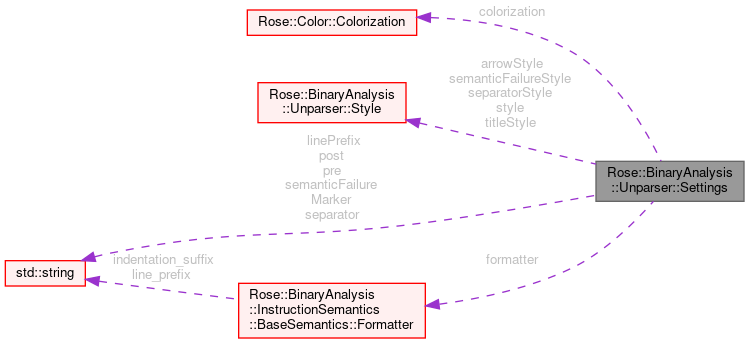 colorization
Rose::Color::Colorization
arrowStyle
semanticFailureStyle
separatorStyle
style
titleStyle
Rose::BinaryAnalysis
::Unparser::Style
linePrefix
post
pre
semanticFailure
Marker
separator
Rose::BinaryAnalysis
::Unparser::Settings
indentation_suffix
line_prefix
formatter
std::string
Rose::BinaryAnalysis
::InstructionSemantics
::BaseSemantics::Formatter